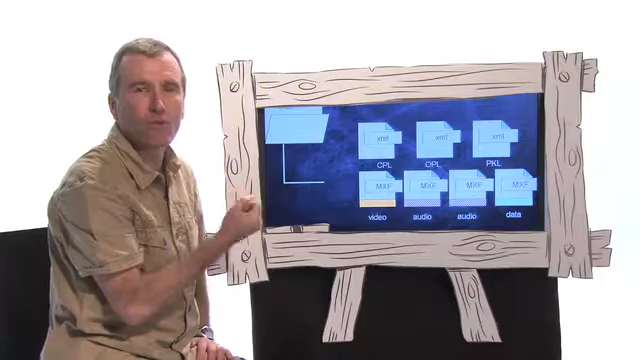 xml xml xml
CPL OPL PKL
MXF MXF MXF MXF
video audio audio data